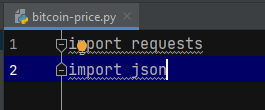 bitcoin-price.py
1 import requests
2 import json